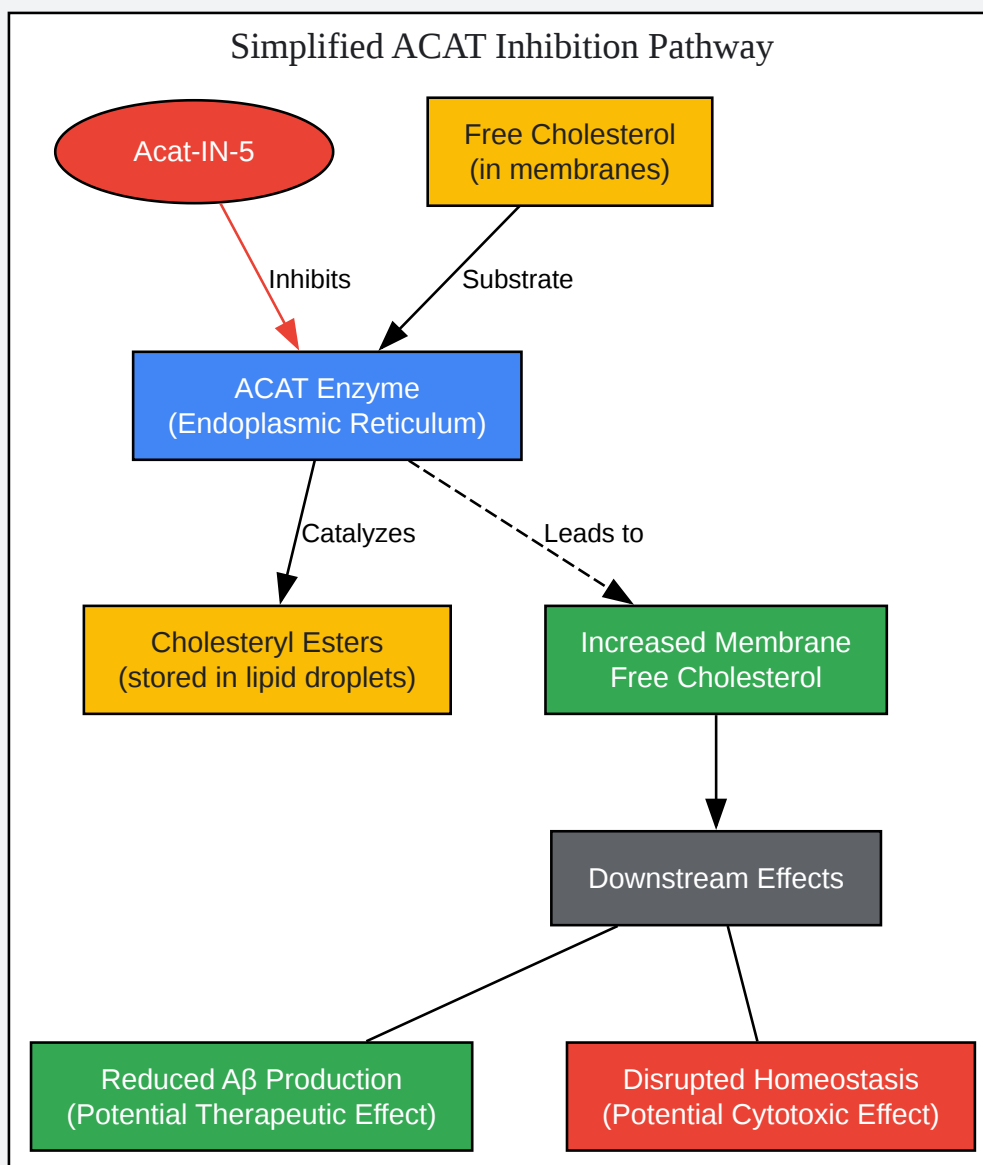 Simplified ACAT Inhibition Pathway
Acat-IN-5
Free Cholesterol
(in membranes)
Inhibits
Substrate
ACAT Enzyme
(Endoplasmic Reticulum)
Catalyzes
Leads to
Cholesteryl Esters
(stored in lipid droplets)
Increased Membrane
Free Cholesterol
Downstream Effects
Reduced Aβ Production
(Potential Therapeutic Effect)
Disrupted Homeostasis
(Potential Cytotoxic Effect)